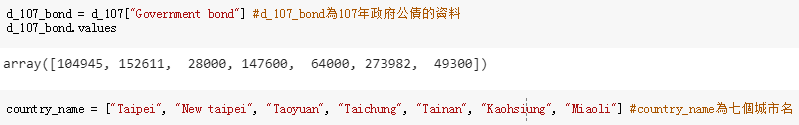 d_107_bond = d_107["Government bond"] #d_107_bond為107年政府公債的資料
d_107_bond.values
array([104945, 152611,  28000, 147600,  64000, 273982,  49300])
country_name = ["Taipei", "New taipei", "Taoyuan", "Taichung", "Tainan", "Kaohsiung", "Miaoli"] #country_name為七個城市名